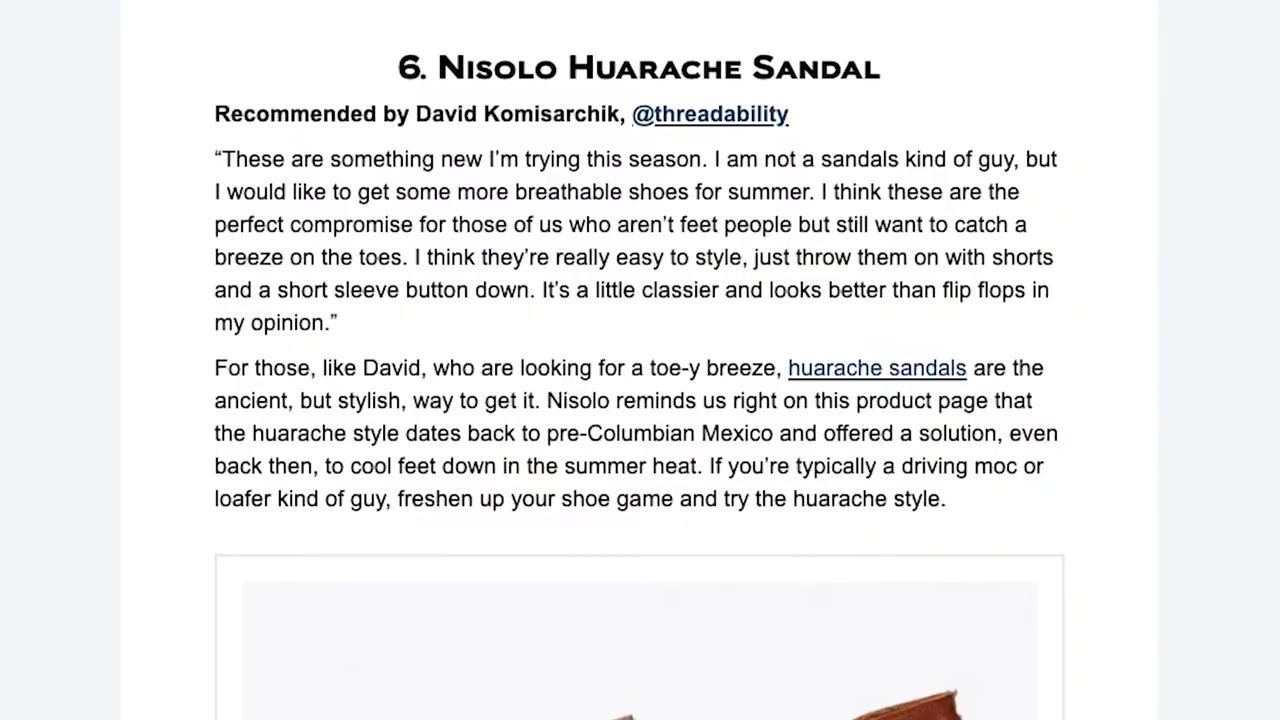 6. Nisolo Huarache Sandal
Recommended by David Komisarchik, @threadability
“These are something new I’m trying this season. I am not a sandals kind of guy, but
I would like to get some more breathable shoes for summer. I think these are the
perfect compromise for those of us who aren’t feet people but still want to catch a
breeze on the toes. I think they’re really easy to style, just throw them on with shorts
and a short sleeve button down. It’s a little classier and looks better than flip flops in
my opinion.”
For those, like David, who are looking for a toe-y breeze, huarache sandals are the
ancient, but stylish, way to get it. Nisolo reminds us right on this product page that
the huarache style dates back to pre-Columbian Mexico and offered a solution, even
back then, to cool feet down in the summer heat. If you’re typically a driving moc or
loafer kind of guy, freshen up your shoe game and try the huarache style.